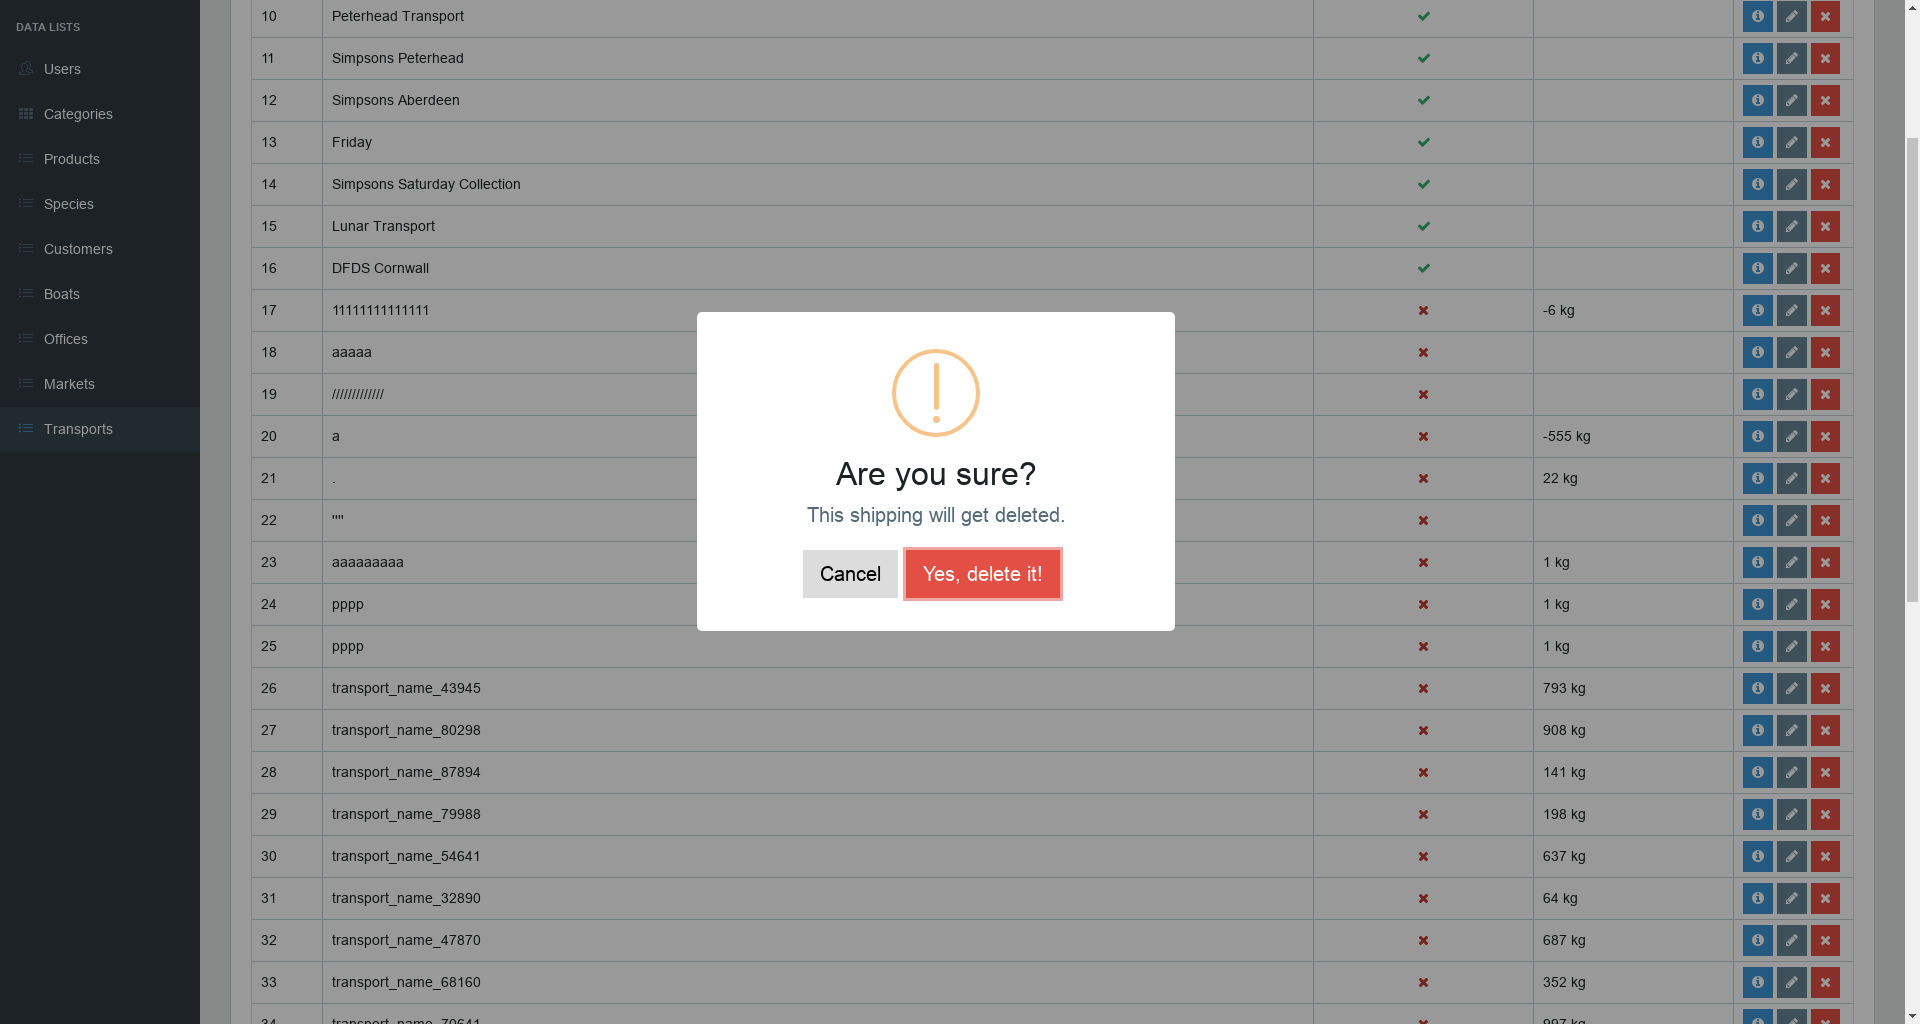 DATA LISTS
Users
Categories
Products
Species
Customers
Boats
Offices
Markets
Transports
10 Peterhead Transport
11 Simpsons Peterhead
12 Simpsons Aberdeen
13 Friday
14 Simpsons Saturday Collection
15 Lunar Transport
16 DFDS Cornwall
17 11111111111111 -6 kg
18 aaaaa
19 /////////////
20 a -555 kg
21 . 22 kg
22 ""
23 aaaaaaaaa 1 kg
24 pppp 1 kg
25 pppp 1 kg
26 transport_name_43945 793 kg
27 transport_name_80298 908 kg
28 transport_name_87894 141 kg
29 transport_name_79988 198 kg
30 transport_name_54641 637 kg
31 transport_name_32890 64 kg
32 transport_name_47870 687 kg
33 transport_name_68160 352 kg
34 transport_name_70641 997 kg
Are you sure?
This shipping will get deleted.
Cancel Yes, delete it!